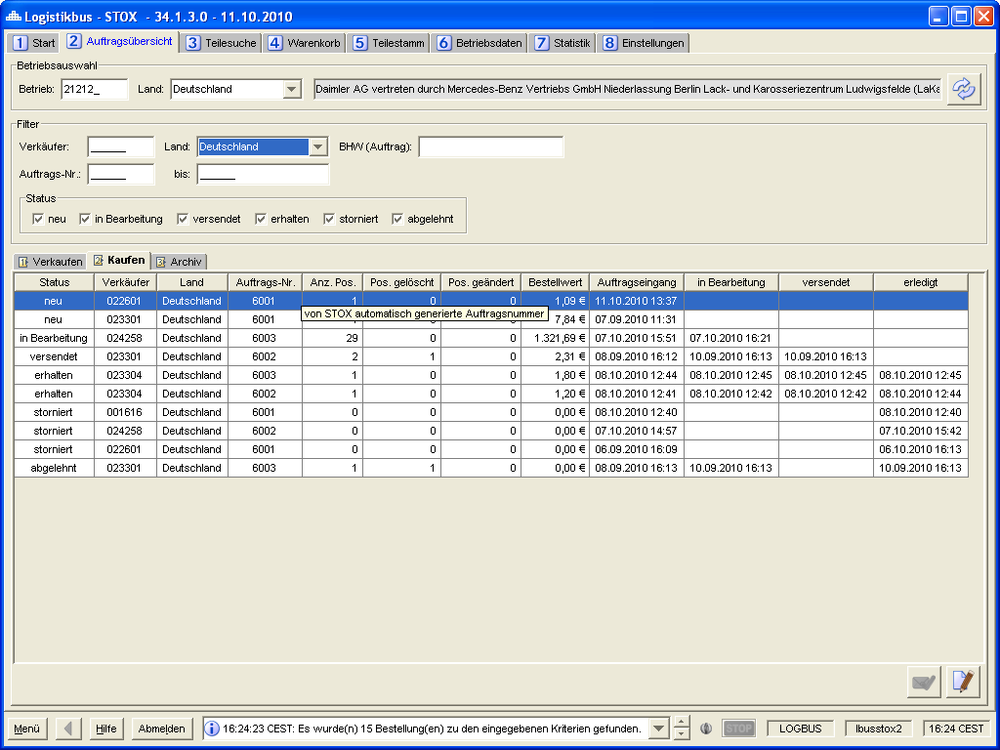 Logistikbus - STOX - 34.1.3.0 - 11.10.2010
1 Start 2 Auftragsübersicht 3 Teilesuche 4 Warenkorb 5 Teilestamm 6 Betriebsdaten 7 Statistik 8 Einstellungen
Betriebsauswahl
Betrieb: 21212_ Land: Deutschland Daimler AG vertreten durch Mercedes-Benz Vertriebs GmbH Niederlassung Berlin Lack- und Karosseriezentrum Ludwigsfelde (LaKe
Filter
Verkäufer: ______ Land: Deutschland BHW (Auftrag):
Auftrags-Nr.: ______ bis: ______
Status
neu in Bearbeitung versendet erhalten storniert abgelehnt
1 Verkaufen 2 Kaufen 3 Archiv
Status Verkäufer Land Auftrags-Nr. Anz. Pos. Pos. gelöscht Pos. geändert Bestellwert Auftragseingang in Bearbeitung versendet erledigt
neu 022601 Deutschland 6001 1 0 0 1,09 € 11.10.2010 13:37
von STOX automatisch generierte Auftragsnummer
neu 023301 Deutschland 6001 7,84 € 07.09.2010 11:31
in Bearbeitung 024258 Deutschland 6003 29 0 0 1.321,69 € 07.10.2010 15:51 07.10.2010 16:21
versendet 023301 Deutschland 6002 2 1 0 2,31 € 08.09.2010 16:12 10.09.2010 16:13 10.09.2010 16:13
erhalten 023304 Deutschland 6003 1 0 0 1,80 € 08.10.2010 12:44 08.10.2010 12:45 08.10.2010 12:45 08.10.2010 12:45
erhalten 023304 Deutschland 6002 1 0 0 1,20 € 08.10.2010 12:41 08.10.2010 12:42 08.10.2010 12:42 08.10.2010 12:44
storniert 001616 Deutschland 6001 0 0 0 0,00 € 08.10.2010 12:40 08.10.2010 12:40
storniert 024258 Deutschland 6002 0 0 0 0,00 € 07.10.2010 14:57 07.10.2010 15:42
storniert 022601 Deutschland 6001 0 0 0 0,00 € 06.09.2010 16:09 06.10.2010 16:13
abgelehnt 023301 Deutschland 6003 1 1 0 0,00 € 08.09.2010 16:13 10.09.2010 16:13 10.09.2010 16:13
Menü Hilfe Abmelden 16:24:23 CEST: Es wurde(n) 15 Bestellung(en) zu den eingegebenen Kriterien gefunden. STOP LOGBUS lbusstox2 16:24 CEST